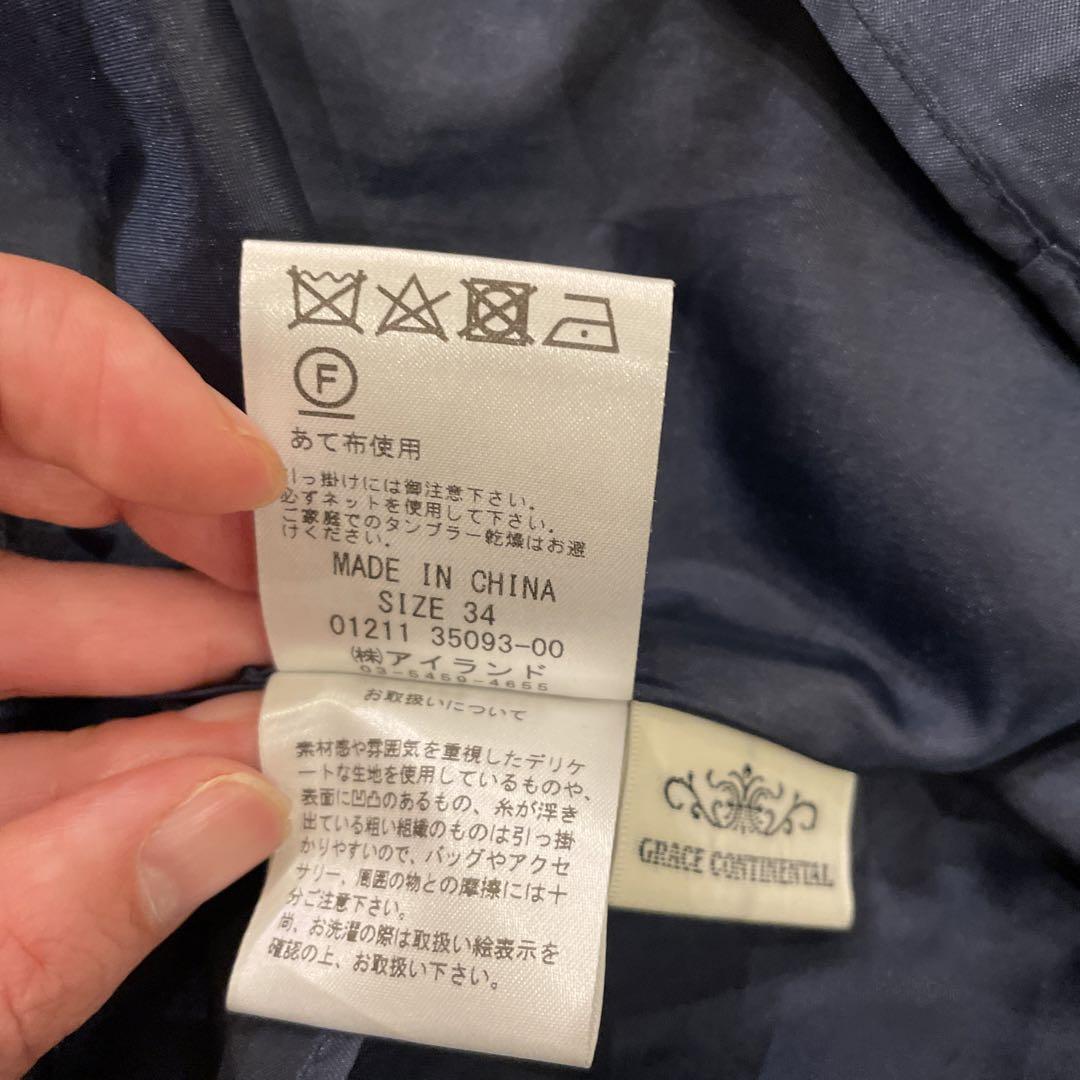 F
あて布使用
引っ掛けには御注意下さい。
必ずネットを使用して下さい。
ご家庭でのタンブラー乾燥はお避
けください。
MADE IN CHINA
SIZE 34
01211 35093-00
㈱アイランド
03-5459-4655
お取扱いについて
素材感や雰囲気を重視したデリケ
ートな生地を使用しているものや、
表面に凹凸のあるもの、糸が浮き
出ている粗い組織のものは引っ掛
かりやすいので、バッグやアクセ
サリー、周囲の物との摩擦には十
分ご注意下さい。
尚、お洗濯の際は取扱い絵表示を
確認の上、お取扱い下さい。
GRACE CONTINENTAL